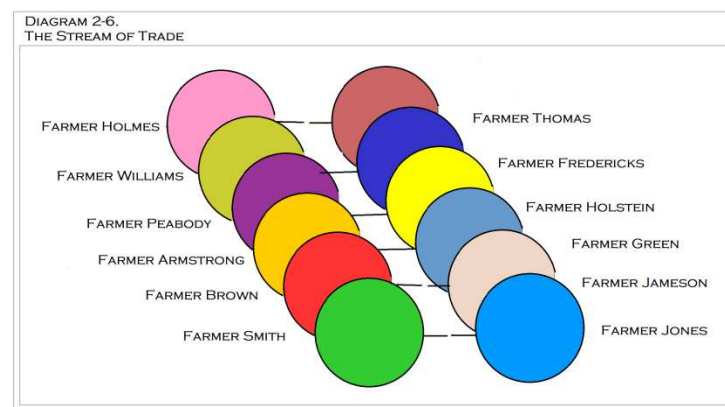 DIAGRAM 2-6.
THE STREAM OF TRADE
FARMER HOLMES
FARMER THOMAS
FARMER WILLIAMS
FARMER FREDERICKS
FARMER PEABODY
FARMER HOLSTEIN
FARMER ARMSTRONG
FARMER GREEN
FARMER BROWN
FARMER JAMESON
FARMER SMITH
FARMER JONES